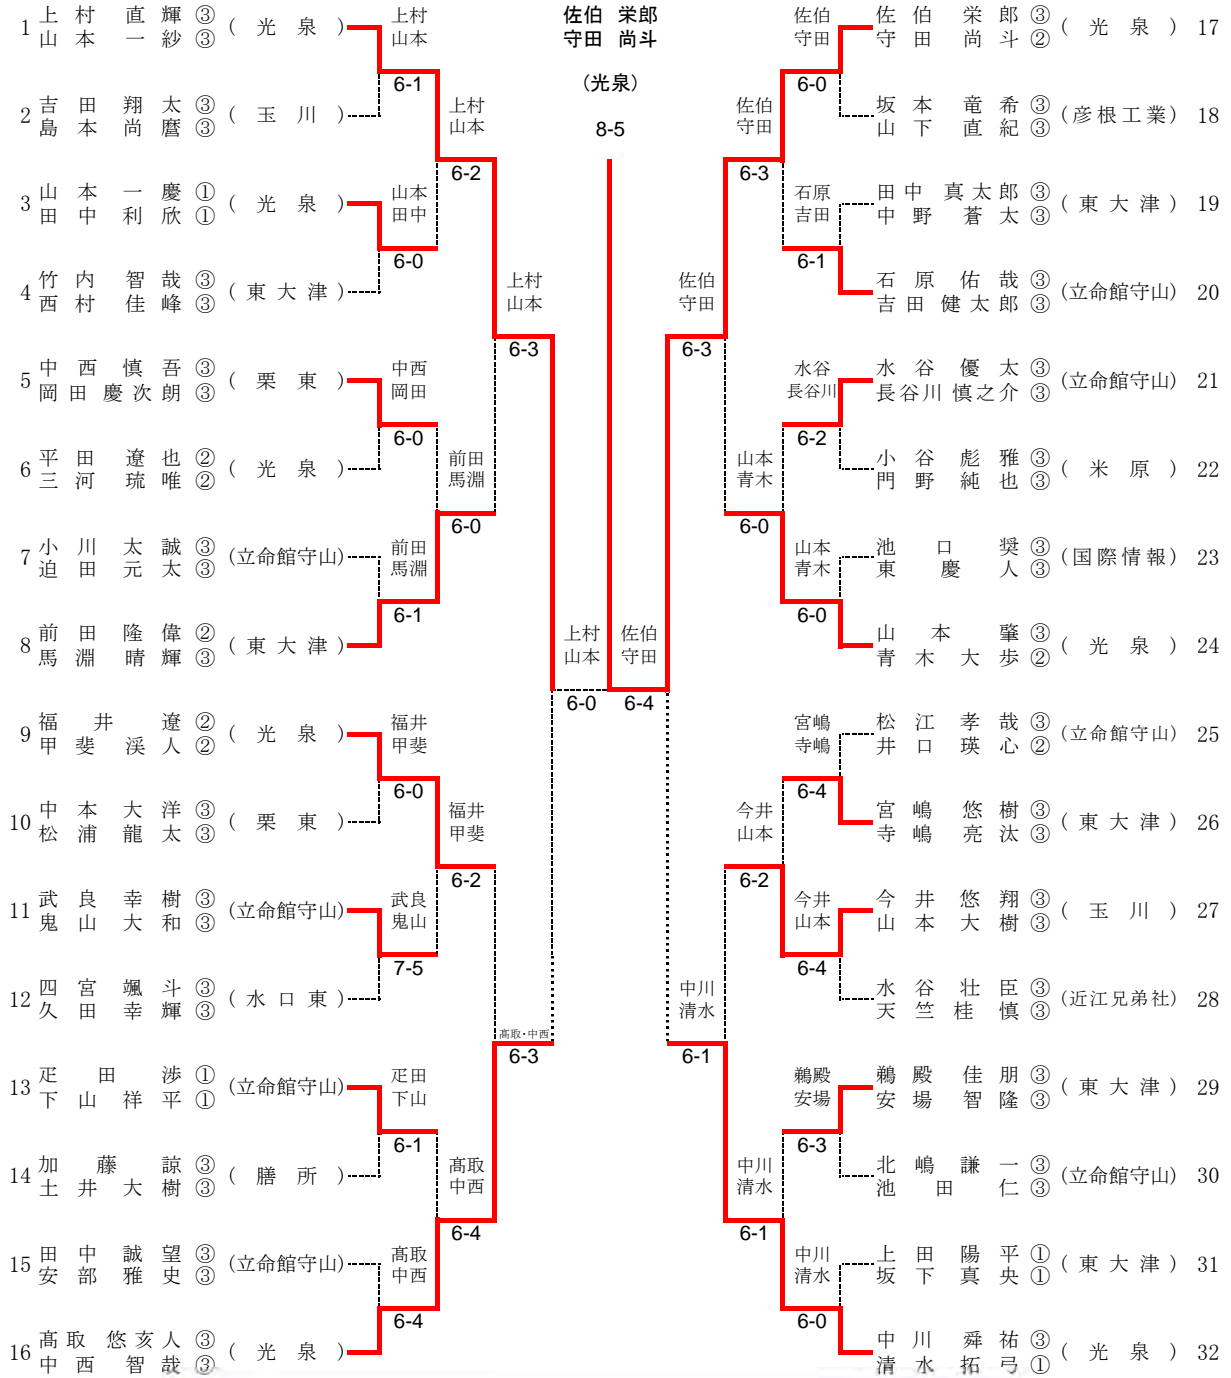 佐伯 栄郎
守田 尚斗
(光泉)
8-5
1 上村 直輝 ③ (光泉)
山本 一紗 ③
2 吉田 翔太 ③ (玉川)
島本 尚麿 ③
3 山本 一慶 ① (光泉)
田中 利欣 ①
4 竹内 智哉 ③ (東大津)
西村 佳峰 ③
5 中西 慎吾 ③ (栗東)
岡田 慶次朗 ③
6 平田 遼也 ② (光泉)
三河 琉唯 ②
7 小川 太誠 ③ (立命館守山)
迫田 元太 ③
8 前田 隆偉 ② (東大津)
馬淵 晴輝 ③
9 福井 遼 ② (光泉)
甲斐 渓人 ②
10 中本 大洋 ③ (栗東)
松浦 龍太 ③
11 武良 幸樹 ③ (立命館守山)
鬼山 大和 ③
12 四宮 颯斗 ③ (水口東)
久田 幸輝 ③
13 疋田 渉 ① (立命館守山)
下山 祥平 ①
14 加藤 諒 ③ (膳所)
土井 大樹 ③
15 田中 誠望 ③ (立命館守山)
安部 雅史 ③
16 髙取 悠亥人 ③ (光泉)
中西 智哉 ③
上村
山本
6-1
山本
田中
6-0
中西
岡田
6-0
前田
馬淵
6-1
福井
甲斐
6-0
武良
鬼山
7-5
疋田
下山
6-1
髙取
中西
6-4
上村
山本
6-2
前田
馬淵
6-0
福井
甲斐
6-2
髙取
中西
6-4
上村
山本
6-3
髙取・中西
6-3
上村
山本
6-0
佐伯
守田
6-4
佐伯
守田
6-3
中川
清水
6-1
佐伯
守田
6-3
山本
青木
6-0
今井
山本
6-2
中川
清水
6-1
佐伯
守田
6-0
石原
吉田
6-1
水谷
長谷川
6-2
山本
青木
6-0
宮嶋
寺嶋
6-4
今井
山本
6-4
鵜殿
安場
6-3
中川
清水
6-0
佐伯 栄郎 ③ (光泉) 17
守田 尚斗 ②
坂本 竜希 ③ (彦根工業) 18
山下 直紀 ③
田中 真太郎 ③ (東大津) 19
中野 蒼太 ③
石原 佑哉 ③ (立命館守山) 20
吉田 健太郎 ③
水谷 優太 ③ (立命館守山) 21
長谷川 慎之介 ③
小谷 彪雅 ③ (米原) 22
門野 純也 ③
池口 奨 ③ (国際情報) 23
東 慶人 ③
山本 肇 ③ (光泉) 24
青木 大歩 ②
松江 孝哉 ③ (立命館守山) 25
井口 瑛心 ②
宮嶋 悠樹 ③ (東大津) 26
寺嶋 亮汰 ③
今井 悠翔 ③ (玉川) 27
山本 大樹 ③
水谷 壮臣 ③ (近江兄弟社) 28
天竺 桂慎 ③
鵜殿 佳朋 ③ (東大津) 29
安場 智隆 ③
北嶋 謙一 ③ (立命館守山) 30
池田 仁 ③
上田 陽平 ① (東大津) 31
坂下 真央 ①
中川 舜祐 ③ (光泉) 32
清水 拓弓 ①